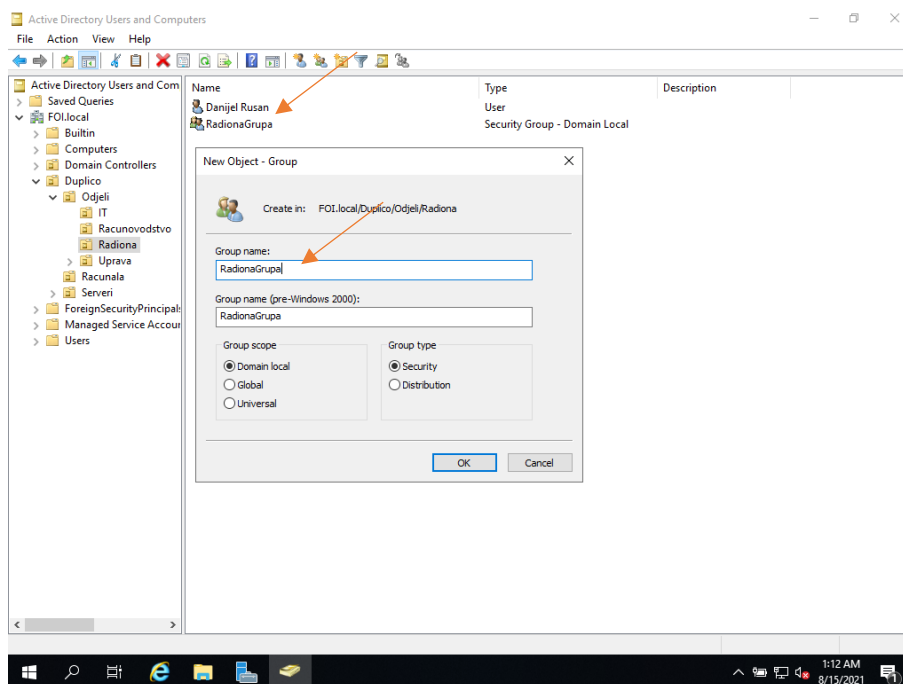 Active Directory Users and Computers
File Action View Help
Active Directory Users and Com
Saved Queries
FOI.local
Builtin
Computers
Domain Controllers
Duplico
Odjeli
IT
Racunovodstvo
Radiona
Uprava
Racunala
Serveri
ForeignSecurityPrincipals
Managed Service Accour
Users
Name Type Description
Danijel Rusan User
RadionaGrupa Security Group - Domain Local
New Object - Group
Create in: FOI.local/Duplico/Odjeli/Radiona
Group name:
RadionaGrupa
Group name (pre-Windows 2000):
RadionaGrupa
Group scope
Domain local
Global
Universal
Group type
Security
Distribution
OK Cancel
1:12 AM
8/15/2021
1